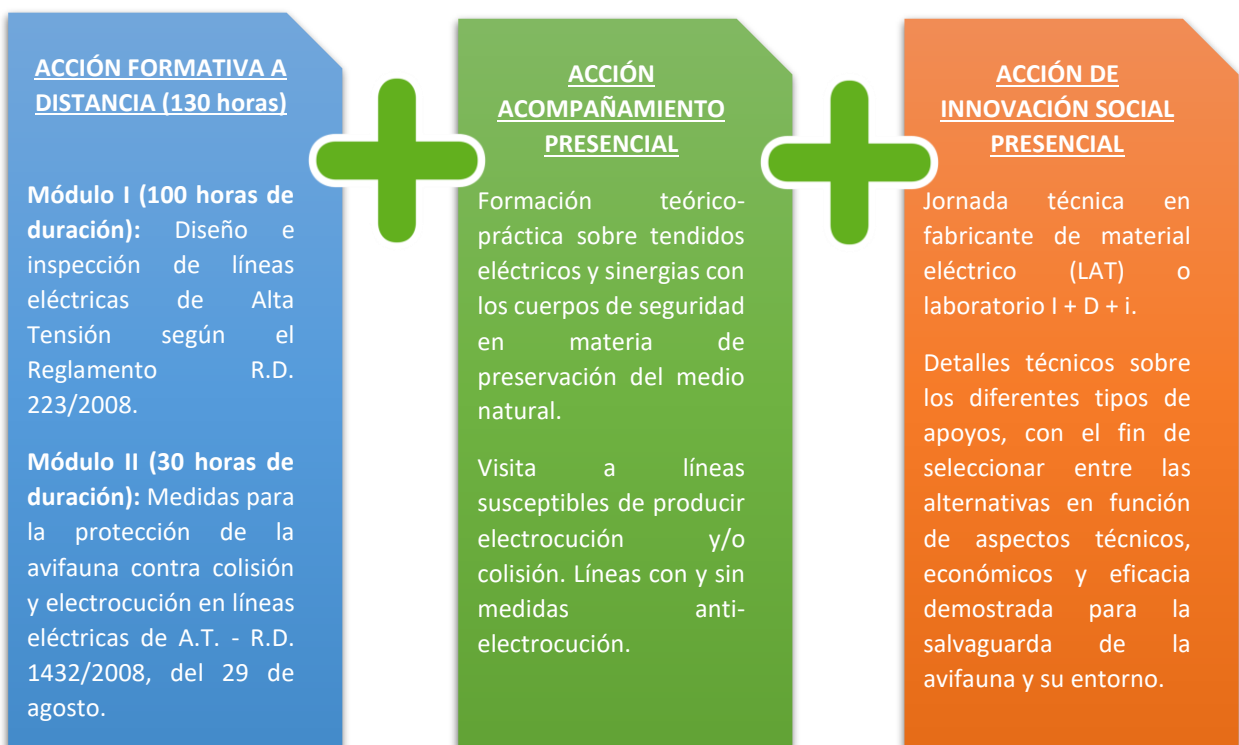 ACCIÓN FORMATIVA A
DISTANCIA (130 horas)
Módulo I (100 horas de
duración): Diseño e
inspección de líneas
eléctricas de Alta
Tensión según el
Reglamento R.D.
223/2008.
Módulo II (30 horas de
duración): Medidas para
la protección de la
avifauna contra colisión
y electrocución en líneas
eléctricas de A.T. - R.D.
1432/2008, del 29 de
agosto.
ACCIÓN
ACOMPAÑAMIENTO
PRESENCIAL
Formación teórico-
práctica sobre tendidos
eléctricos y sinergias con
los cuerpos de seguridad
en materia de
preservación del medio
natural.
Visita a líneas
susceptibles de producir
electrocución y/o
colisión. Líneas con y sin
medidas anti-
electrocución.
ACCIÓN DE
INNOVACIÓN SOCIAL
PRESENCIAL
Jornada técnica en
fabricante de material
eléctrico (LAT) o
laboratorio I + D + i.
Detalles técnicos sobre
los diferentes tipos de
apoyos, con el fin de
seleccionar entre las
alternativas en función
de aspectos técnicos,
económicos y eficacia
demostrada para la
salvaguarda de la
avifauna y su entorno.